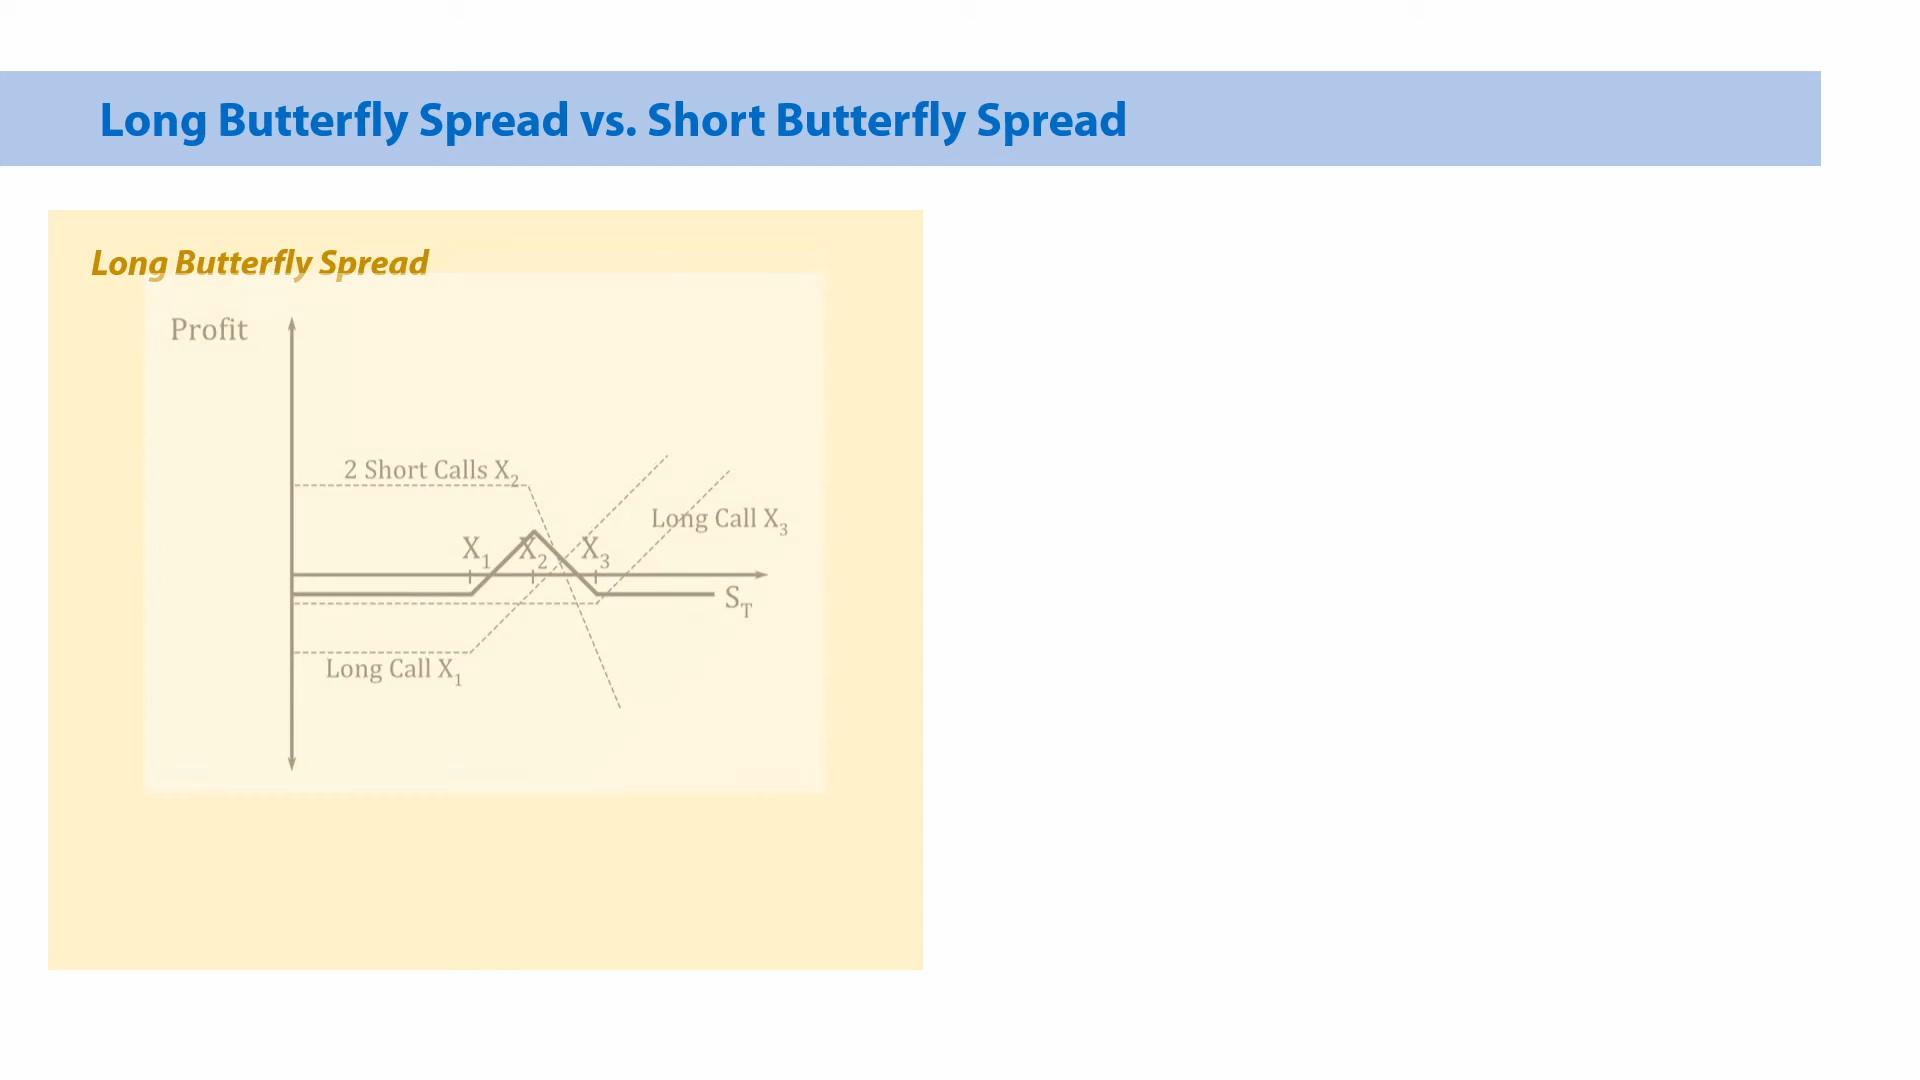 Long Butterfly Spread vs. Short Butterfly Spread
Long Butterfly Spread
Profit
2 Short Calls X2
Long Call X3
X1 X2 X3
ST
Long Call X1